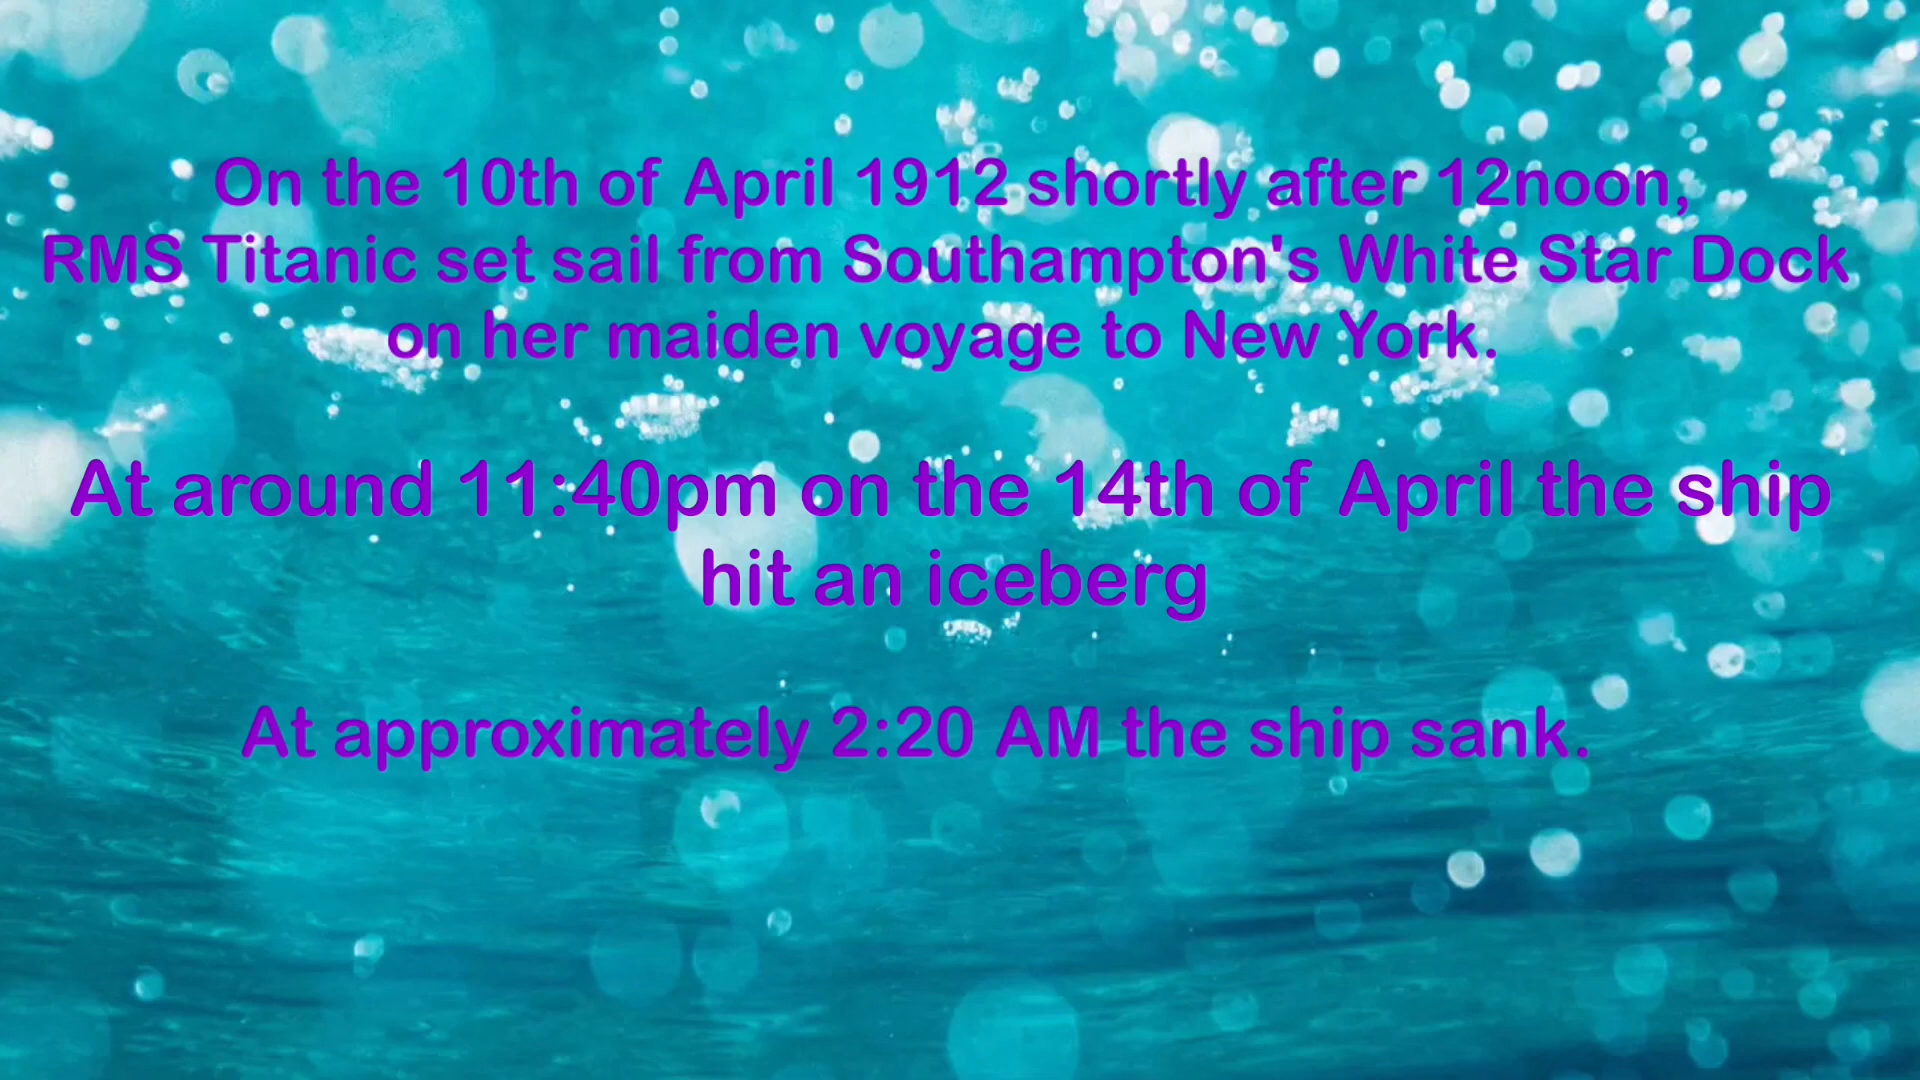 On the 10th of April 1912 shortly after 12noon,
RMS Titanic set sail from Southampton's White Star Dock
on her maiden voyage to New York.
At around 11:40pm on the 14th of April the ship
hit an iceberg
At approximately 2:20 AM the ship sank.